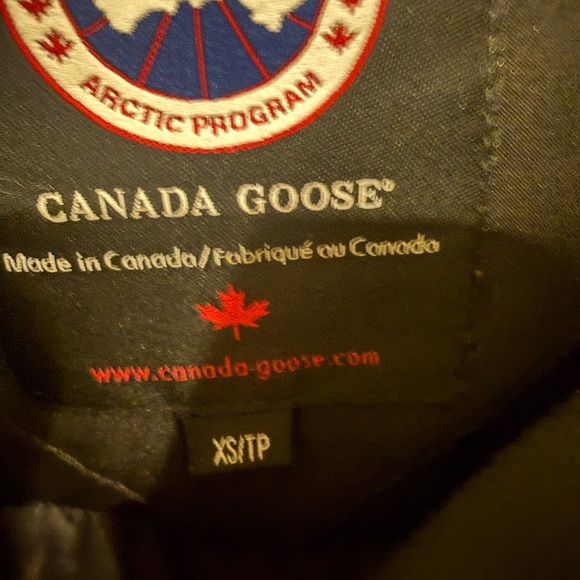 ARCTIC PROGRAM
CANADA GOOSE®
Made in Canada/Fabriqué au Canada
www.canada-goose.com
XS/TP